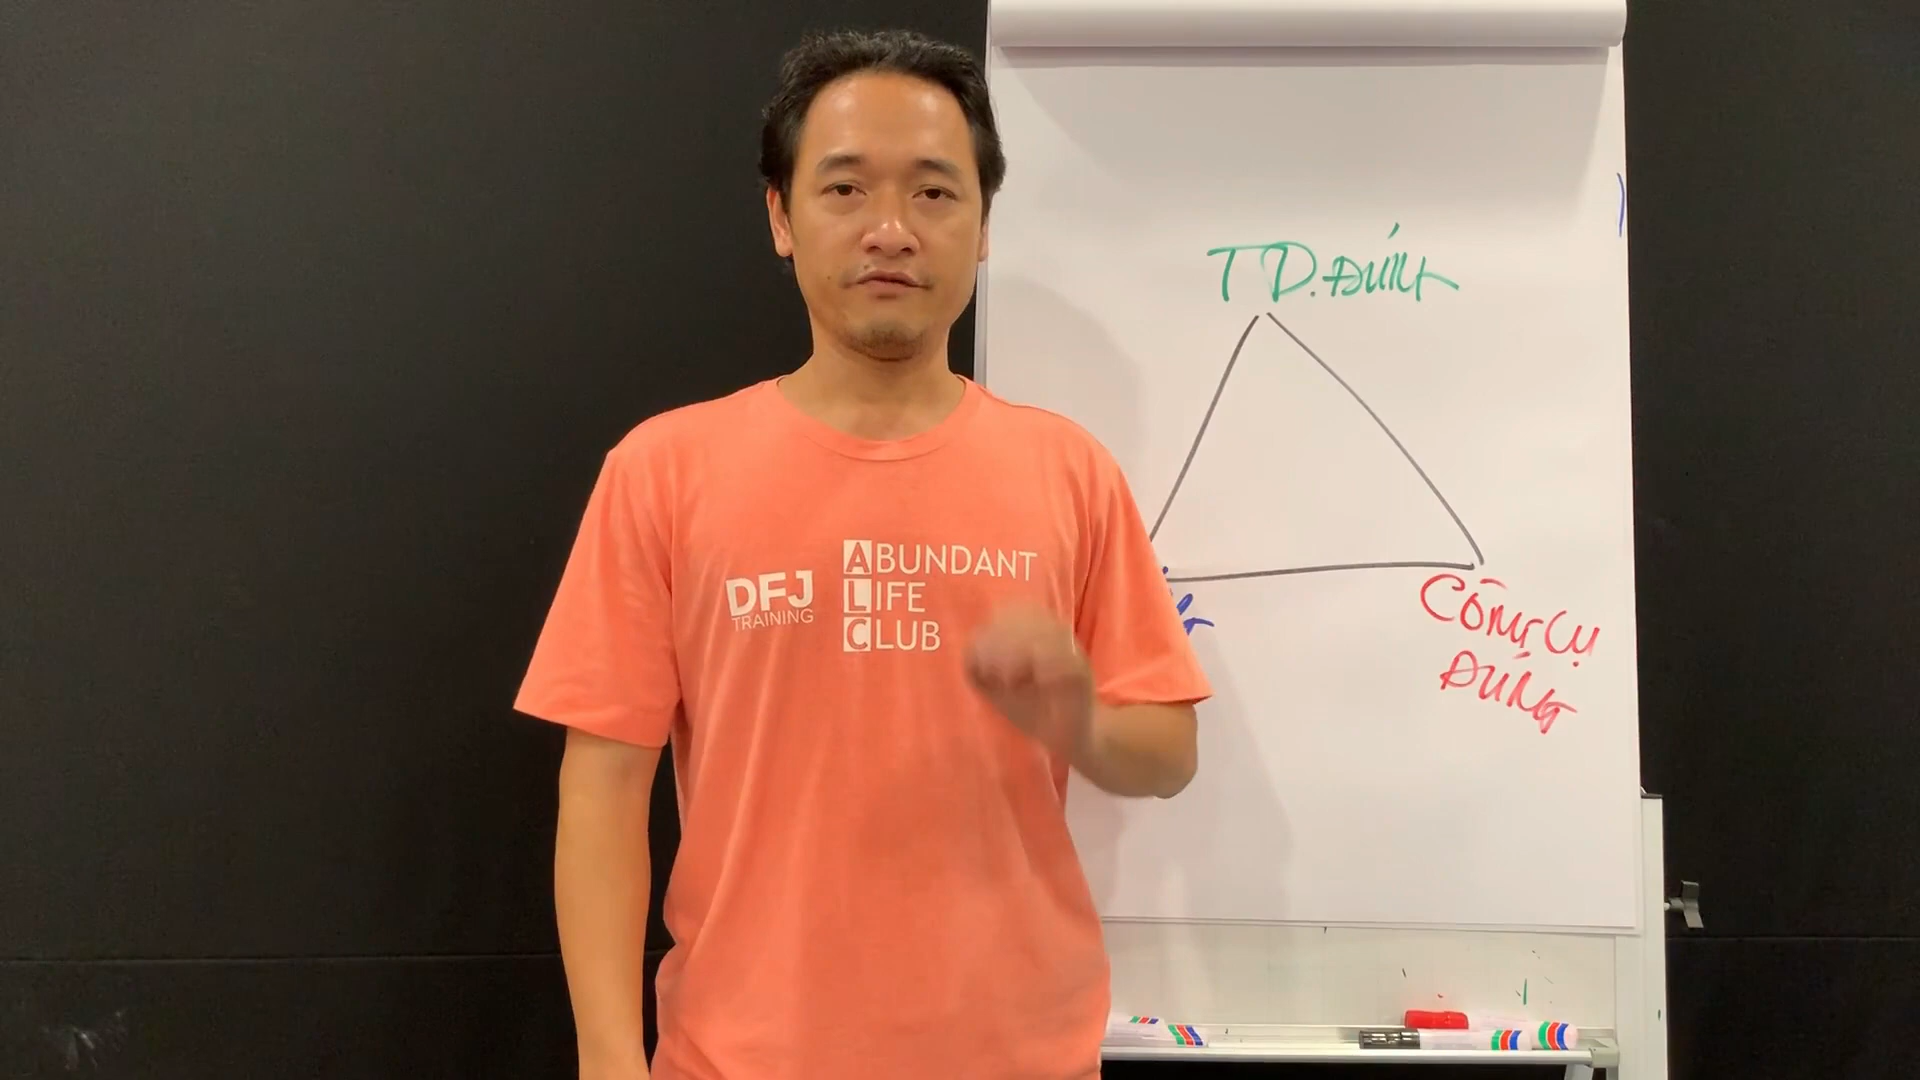 T D.ĐÚNG
CÔNG CỤ
ĐÚNG
DFJ
TRAINING
ABUNDANT
LIFE
CLUB